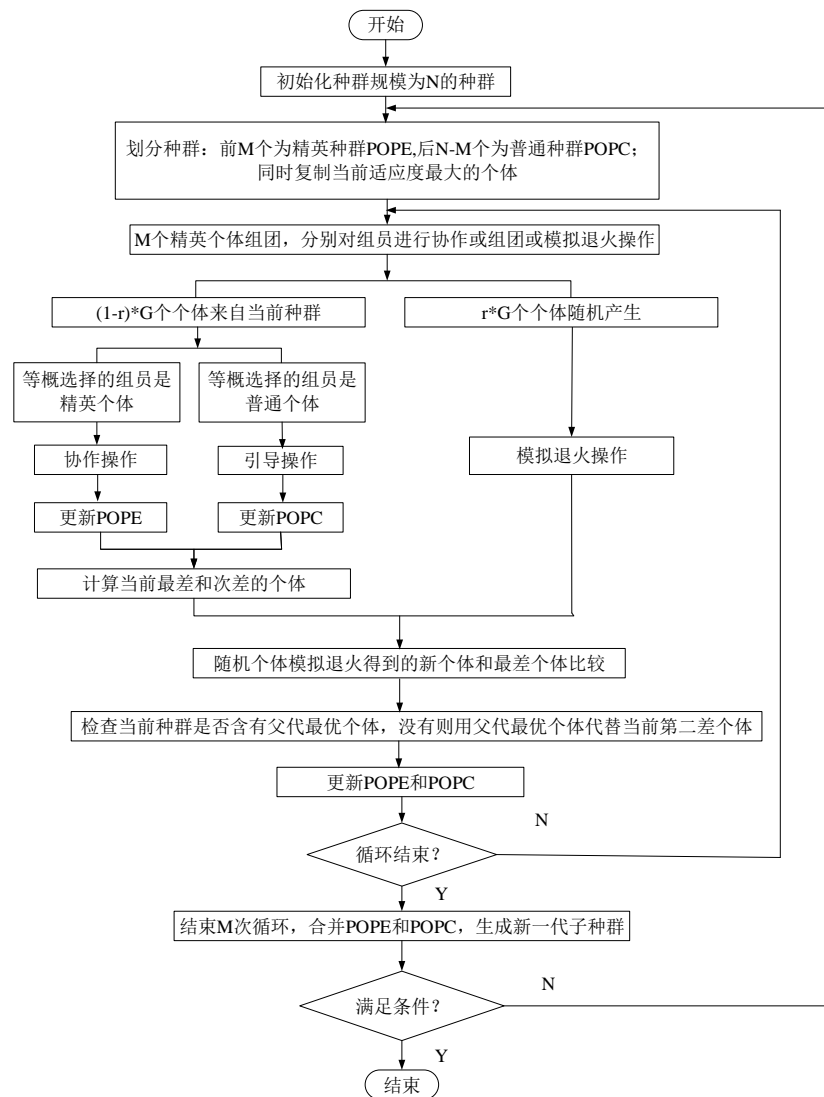 开始
初始化种群规模为N的种群
划分种群：前M个为精英种群POPE,后N-M个为普通种群POPC；
同时复制当前适应度最大的个体
M个精英个体组团，分别对组员进行协作或组团或模拟退火操作
(1-r)*G个个体来自当前种群
r*G个个体随机产生
等概选择的组员是
精英个体
等概选择的组员是
普通个体
协作操作
引导操作
模拟退火操作
更新POPE
更新POPC
计算当前最差和次差的个体
随机个体模拟退火得到的新个体和最差个体比较
检查当前种群是否含有父代最优个体，没有则用父代最优个体代替当前第二差个体
更新POPE和POPC
N
循环结束？
Y
结束M次循环，合并POPE和POPC，生成新一代子种群
N
满足条件？
Y
结束